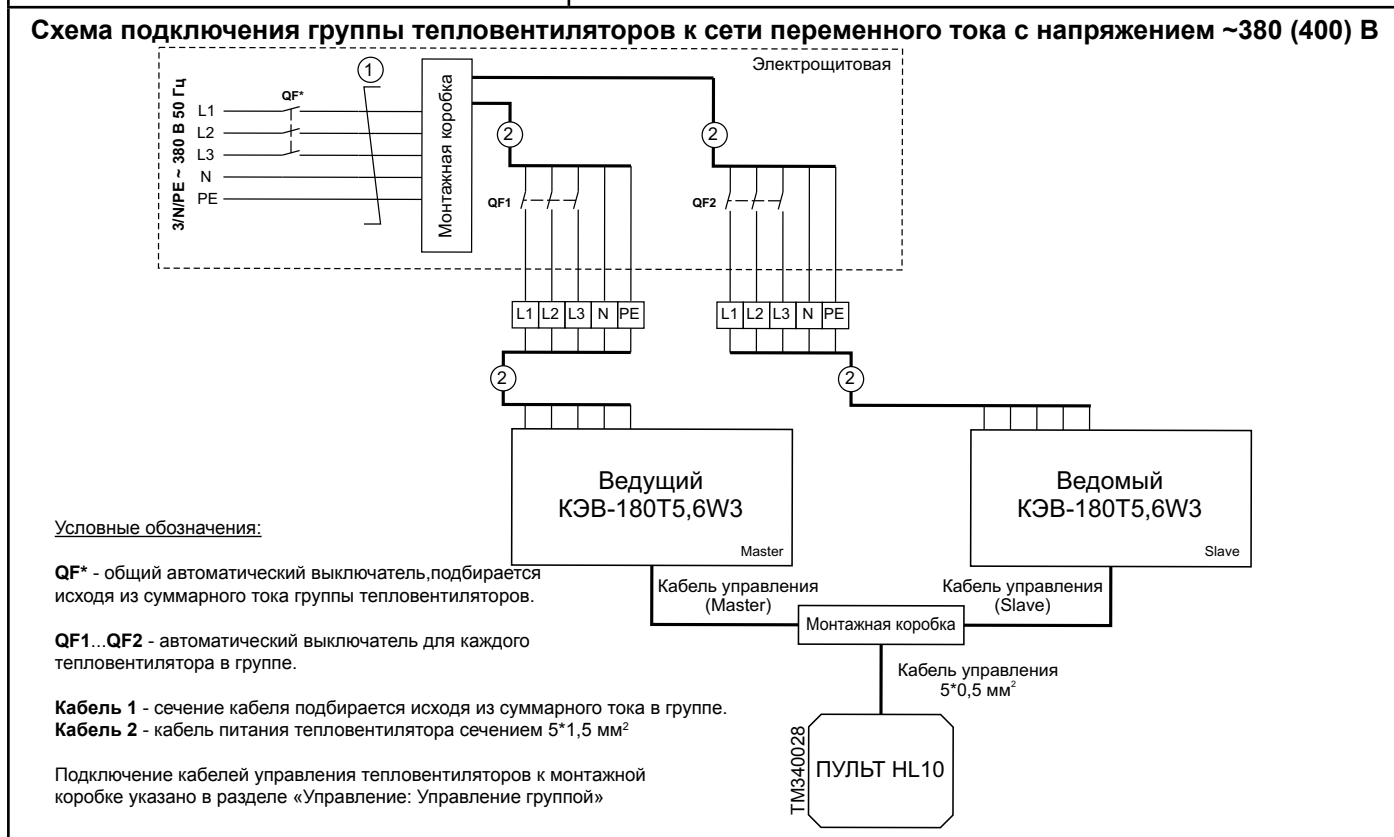 Схема подключения группы тепловентиляторов к сети переменного тока с напряжением ~380 (400) В
Электрощитовая
3/N/PE ~ 380 В 50 Гц
L1
L2
L3
N
PE
QF*
1
Монтажная коробка
2
2
QF1
QF2
L1 L2 L3 N PE
L1 L2 L3 N PE
2
2
Ведущий
КЭВ-180Т5,6W3
Master
Ведомый
КЭВ-180Т5,6W3
Slave
Условные обозначения:
QF* - общий автоматический выключатель,подбирается
исходя из суммарного тока группы тепловентиляторов.
QF1...QF2 - автоматический выключатель для каждого
тепловентилятора в группе.
Кабель 1 - сечение кабеля подбирается исходя из суммарного тока в группе.
Кабель 2 - кабель питания тепловентилятора сечением 5*1,5 мм²
Подключение кабелей управления тепловентиляторов к монтажной
коробке указано в разделе «Управление: Управление группой»
Кабель управления
(Master)
Кабель управления
(Slave)
Монтажная коробка
Кабель управления
5*0,5 мм²
TM340028
ПУЛЬТ HL10